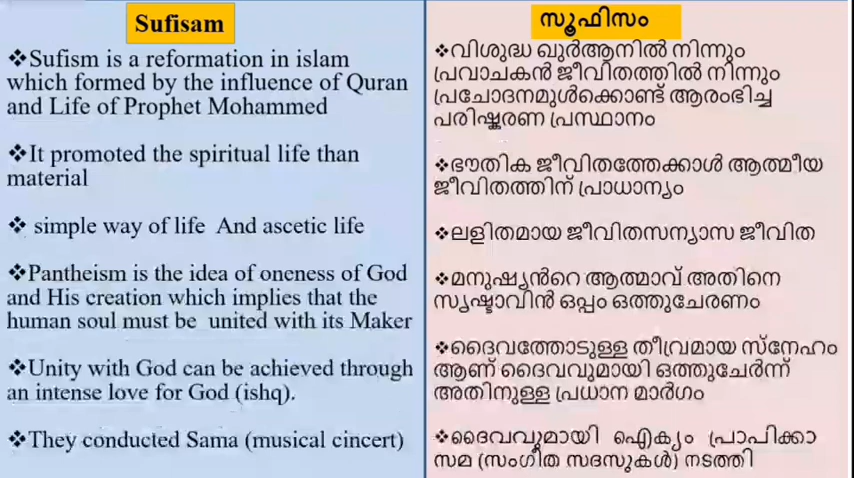 Sufisam
❖Sufism is a reformation in islam
which formed by the influence of Quran
and Life of Prophet Mohammed
❖It promoted the spiritual life than
material
❖ simple way of life And ascetic life
❖Pantheism is the idea of oneness of God
and His creation which implies that the
human soul must be united with its Maker
❖Unity with God can be achieved through
an intense love for God (ishq).
❖They conducted Sama (musical cincert)
സൂഫിസം
❖വിശുദ്ധ ഖുർആനിൽ നിന്നും
പ്രവാചകൻ ജീവിതത്തിൽ നിന്നും
പ്രചോദനമുൾക്കൊണ്ട് ആരംഭിച്ച
പരിഷ്കരണ പ്രസ്ഥാനം
❖ഭൗതിക ജീവിതത്തേക്കാൾ ആത്മീയ
ജീവിതത്തിന് പ്രാധാന്യം
❖ലളിതമായ ജീവിതസന്യാസ ജീവിത
❖മനുഷ്യൻറെ ആത്മാവ് അതിനെ
സൃഷ്ടാവിൻ ഒപ്പം ഒത്തുചേരണം
❖ദൈവത്തോടുള്ള തീവ്രമായ സ്നേഹം
ആണ് ദൈവവുമായി ഒത്തുചേർന്ന്
അതിനുള്ള പ്രധാന മാർഗം
❖ദൈവവുമായി ഐക്യം പ്രാപിക്കാ
സമ (സംഗീത സദസുകൾ) നടത്തി